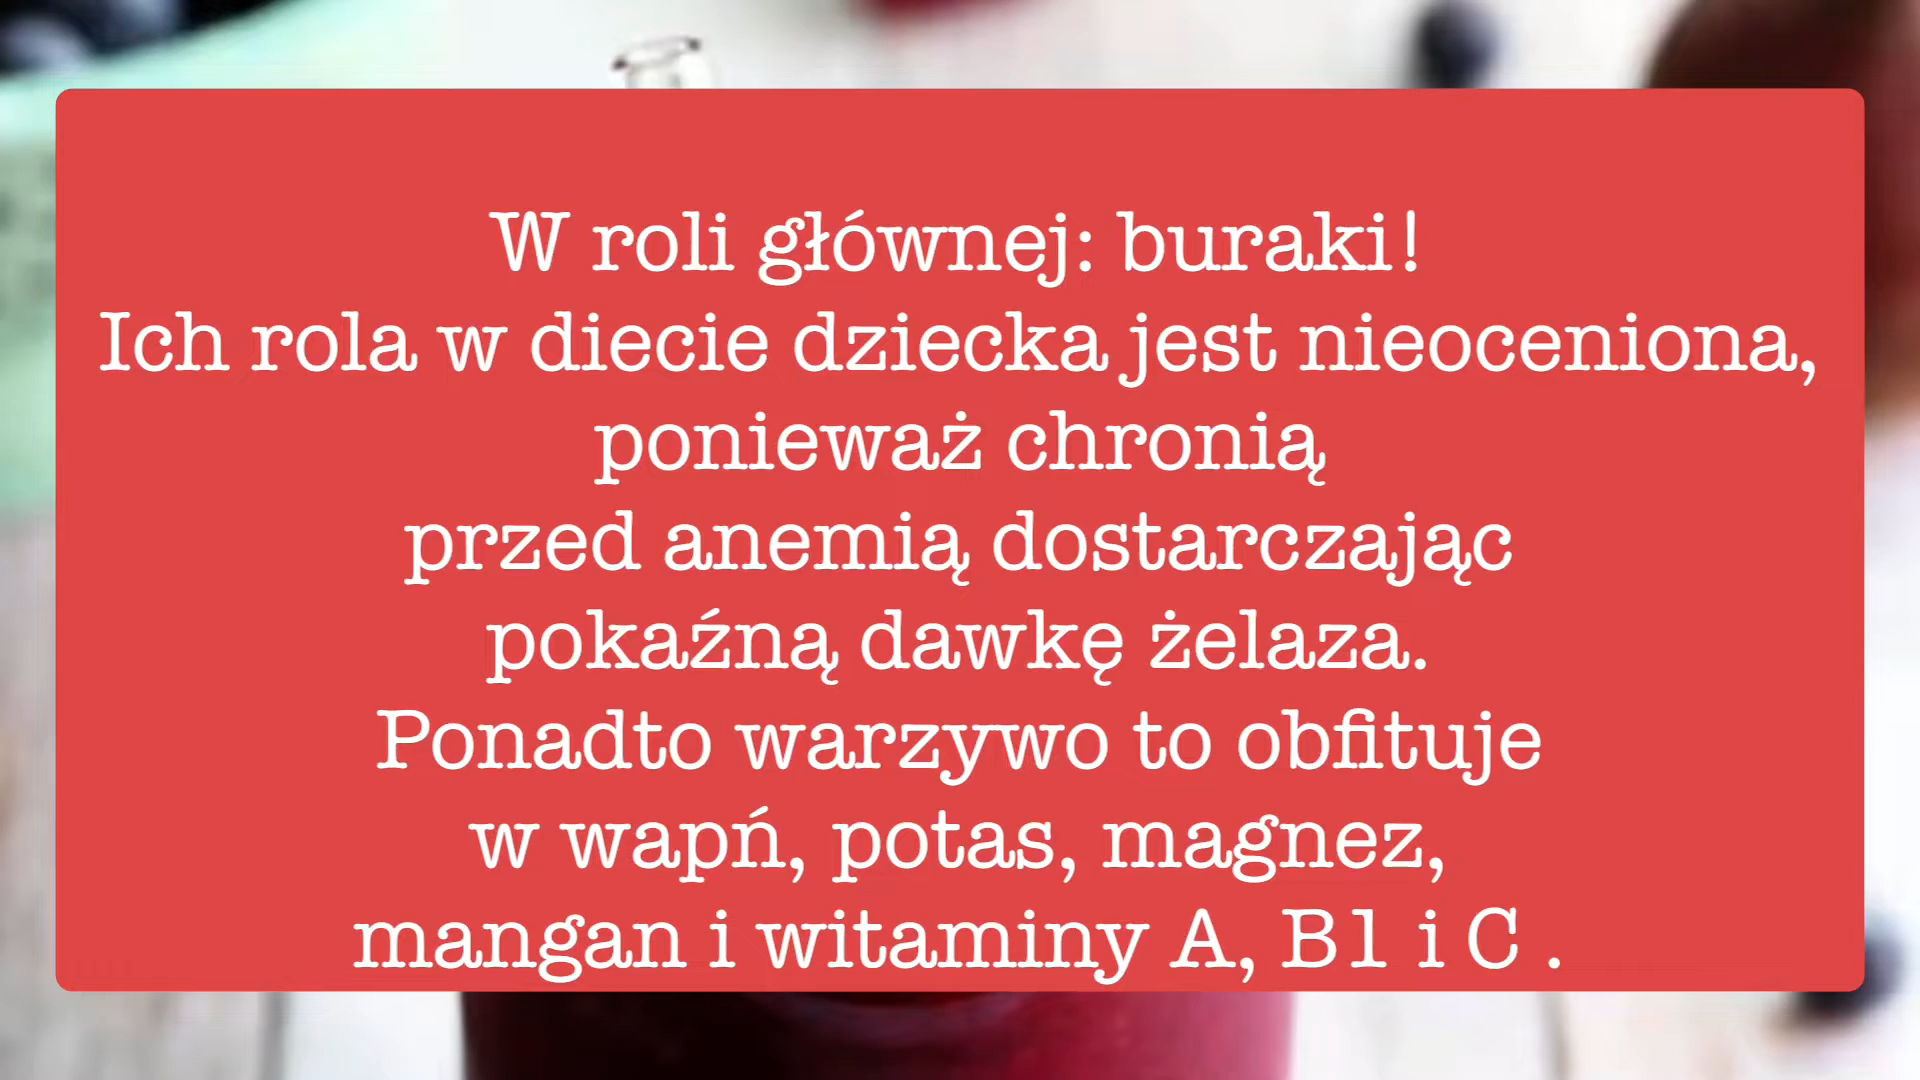 W roli głównej: buraki!
Ich rola w diecie dziecka jest nieoceniona,
ponieważ chronią
przed anemią dostarczając
pokaźną dawkę żelaza.
Ponadto warzywo to obfituje
w wapń, potas, magnez,
mangan i witaminy A, B1 i C .